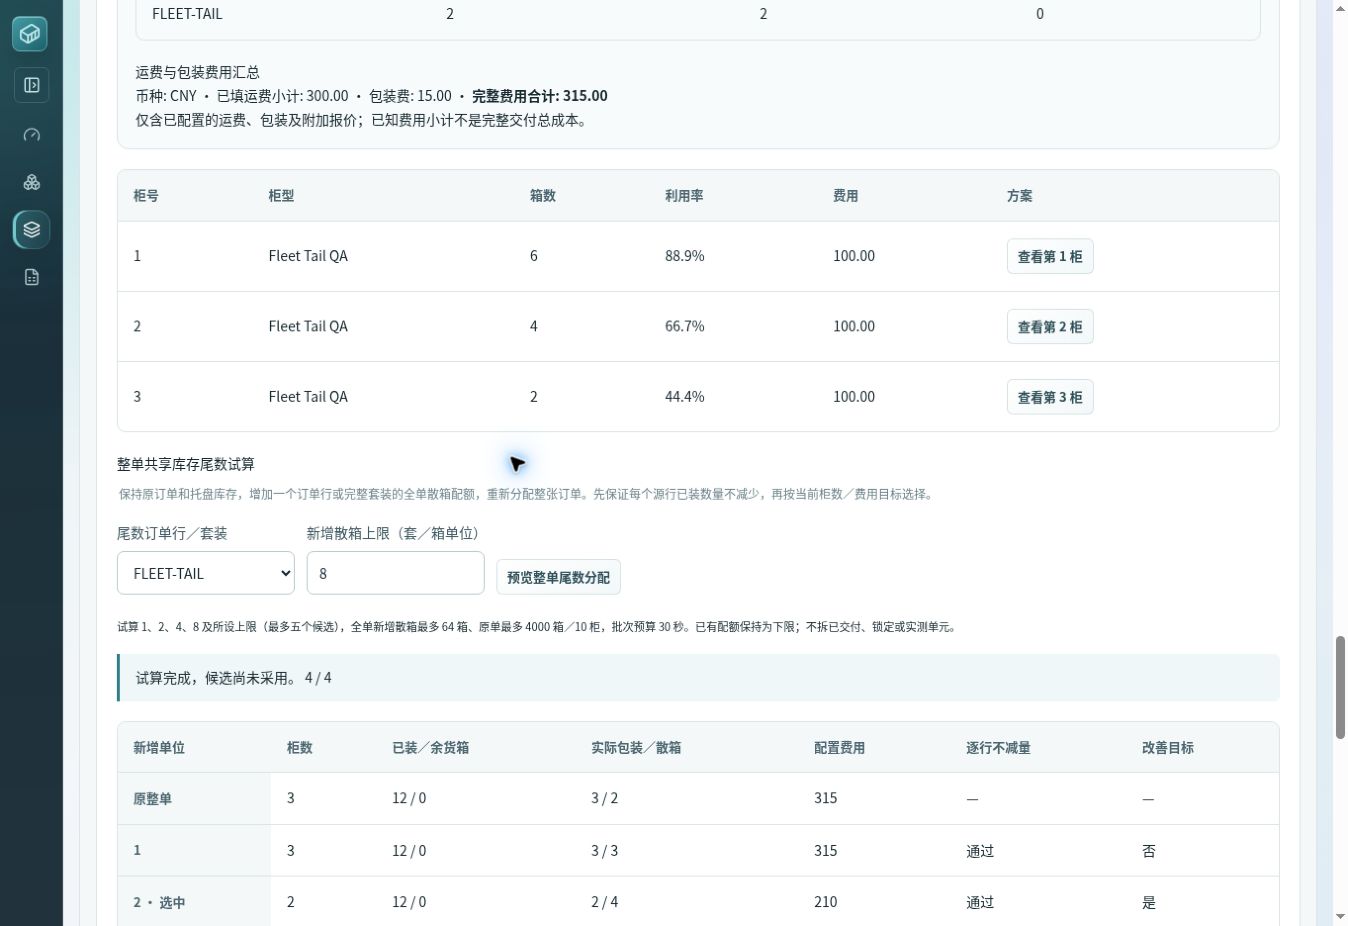 FLEET-TAIL 2 2 0
运费与包装费用汇总
币种: CNY · 已填运费小计: 300.00 · 包装费: 15.00 · 完整费用合计: 315.00
仅含已配置的运费、包装及附加报价；已知费用小计不是完整交付总成本。
柜号 柜型 箱数 利用率 费用 方案
1 Fleet Tail QA 6 88.9% 100.00 查看第 1 柜
2 Fleet Tail QA 4 66.7% 100.00 查看第 2 柜
3 Fleet Tail QA 2 44.4% 100.00 查看第 3 柜
整单共享库存尾数试算
保持原订单和托盘库存，增加一个订单行或完整套装的全单散箱配额，重新分配整张订单。先保证每个源行已装数量不减少，再按当前柜数／费用目标选择。
尾数订单行／套装 新增散箱上限（套／箱单位）
FLEET-TAIL 8 预览整单尾数分配
试算 1、2、4、8 及所设上限（最多五个候选），全单新增散箱最多 64 箱、原单最多 4000 箱／10 柜，批次预算 30 秒。已有配额保持为下限；不拆已交付、锁定或实测单元。
试算完成，候选尚未采用。 4 / 4
新增单位 柜数 已装／余货箱 实际包装／散箱 配置费用 逐行不减量 改善目标
原整单 3 12 / 0 3 / 2 315 — —
1 3 12 / 0 3 / 3 315 通过 否
2 · 选中 2 12 / 0 2 / 4 210 通过 是